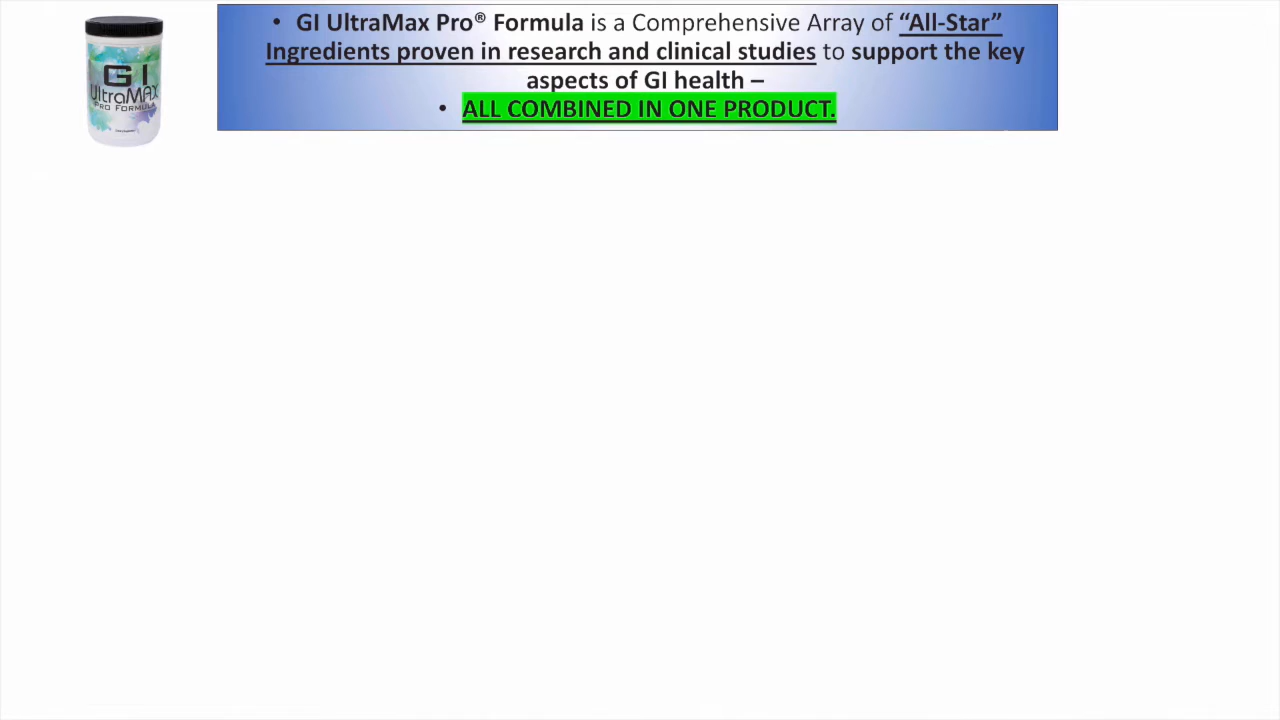 GI
UltraMAX
PRO FORMULA
• GI UltraMax Pro® Formula is a Comprehensive Array of “All-Star”
Ingredients proven in research and clinical studies to support the key
aspects of GI health –
• ALL COMBINED IN ONE PRODUCT.